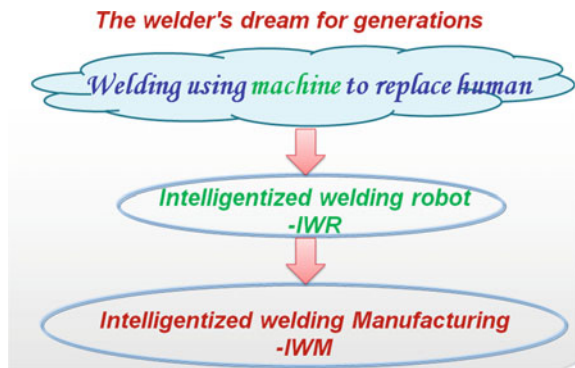 The welder's dream for generations
Welding using machine to replace human
Intelligentized welding robot
-IWR
Intelligentized welding Manufacturing
-IWM